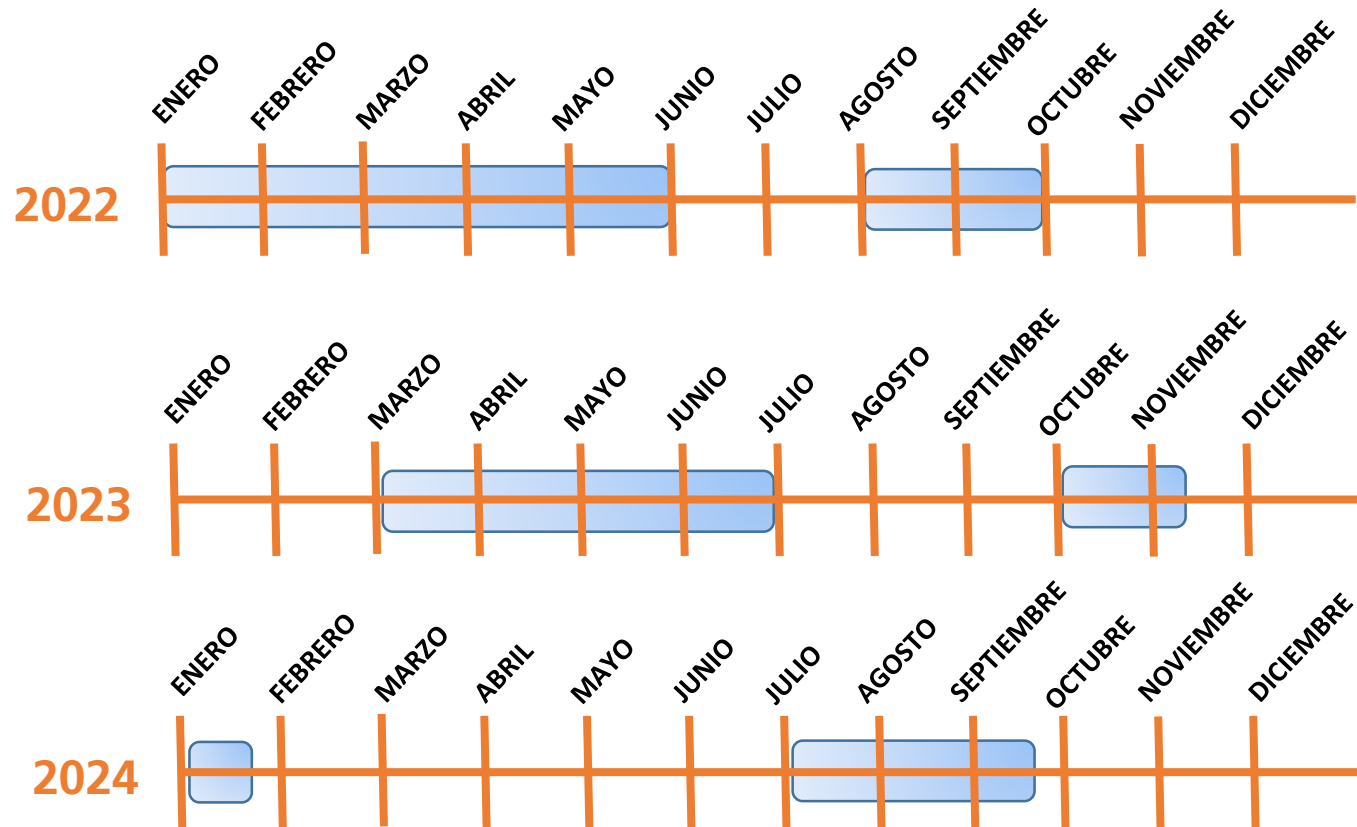 ENERO FEBRERO MARZO ABRIL MAYO JUNIO JULIO AGOSTO SEPTIEMBRE OCTUBRE NOVIEMBRE DICIEMBRE
2022
ENERO FEBRERO MARZO ABRIL MAYO JUNIO JULIO AGOSTO SEPTIEMBRE OCTUBRE NOVIEMBRE DICIEMBRE
2023
ENERO FEBRERO MARZO ABRIL MAYO JUNIO JULIO AGOSTO SEPTIEMBRE OCTUBRE NOVIEMBRE DICIEMBRE
2024